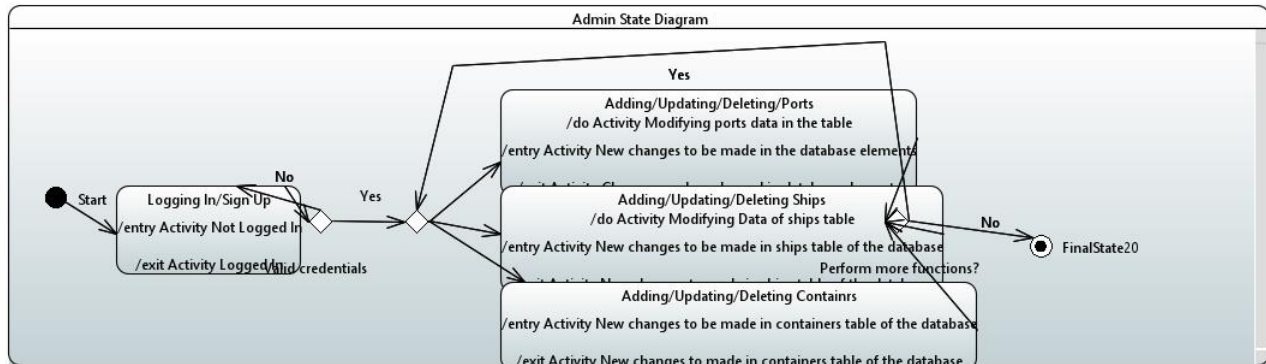 Admin State Diagram
Yes
Adding/Updating/Deleting/Ports
/do Activity Modifying ports data in the table
/entry Activity New changes to be made in the database elements
Start
Logging In/Sign Up
/entry Activity Not Logged In
/exit Activity Logged In
No
Valid credentials
Yes
Adding/Updating/Deleting Ships
/do Activity Modifying Data of ships table
/entry Activity New changes to be made in ships table of the database
Perform more functions?
No
FinalState20
Adding/Updating/Deleting Containrs
/entry Activity New changes to be made in containers table of the database
/exit Activity New changes to made in containers table of the database